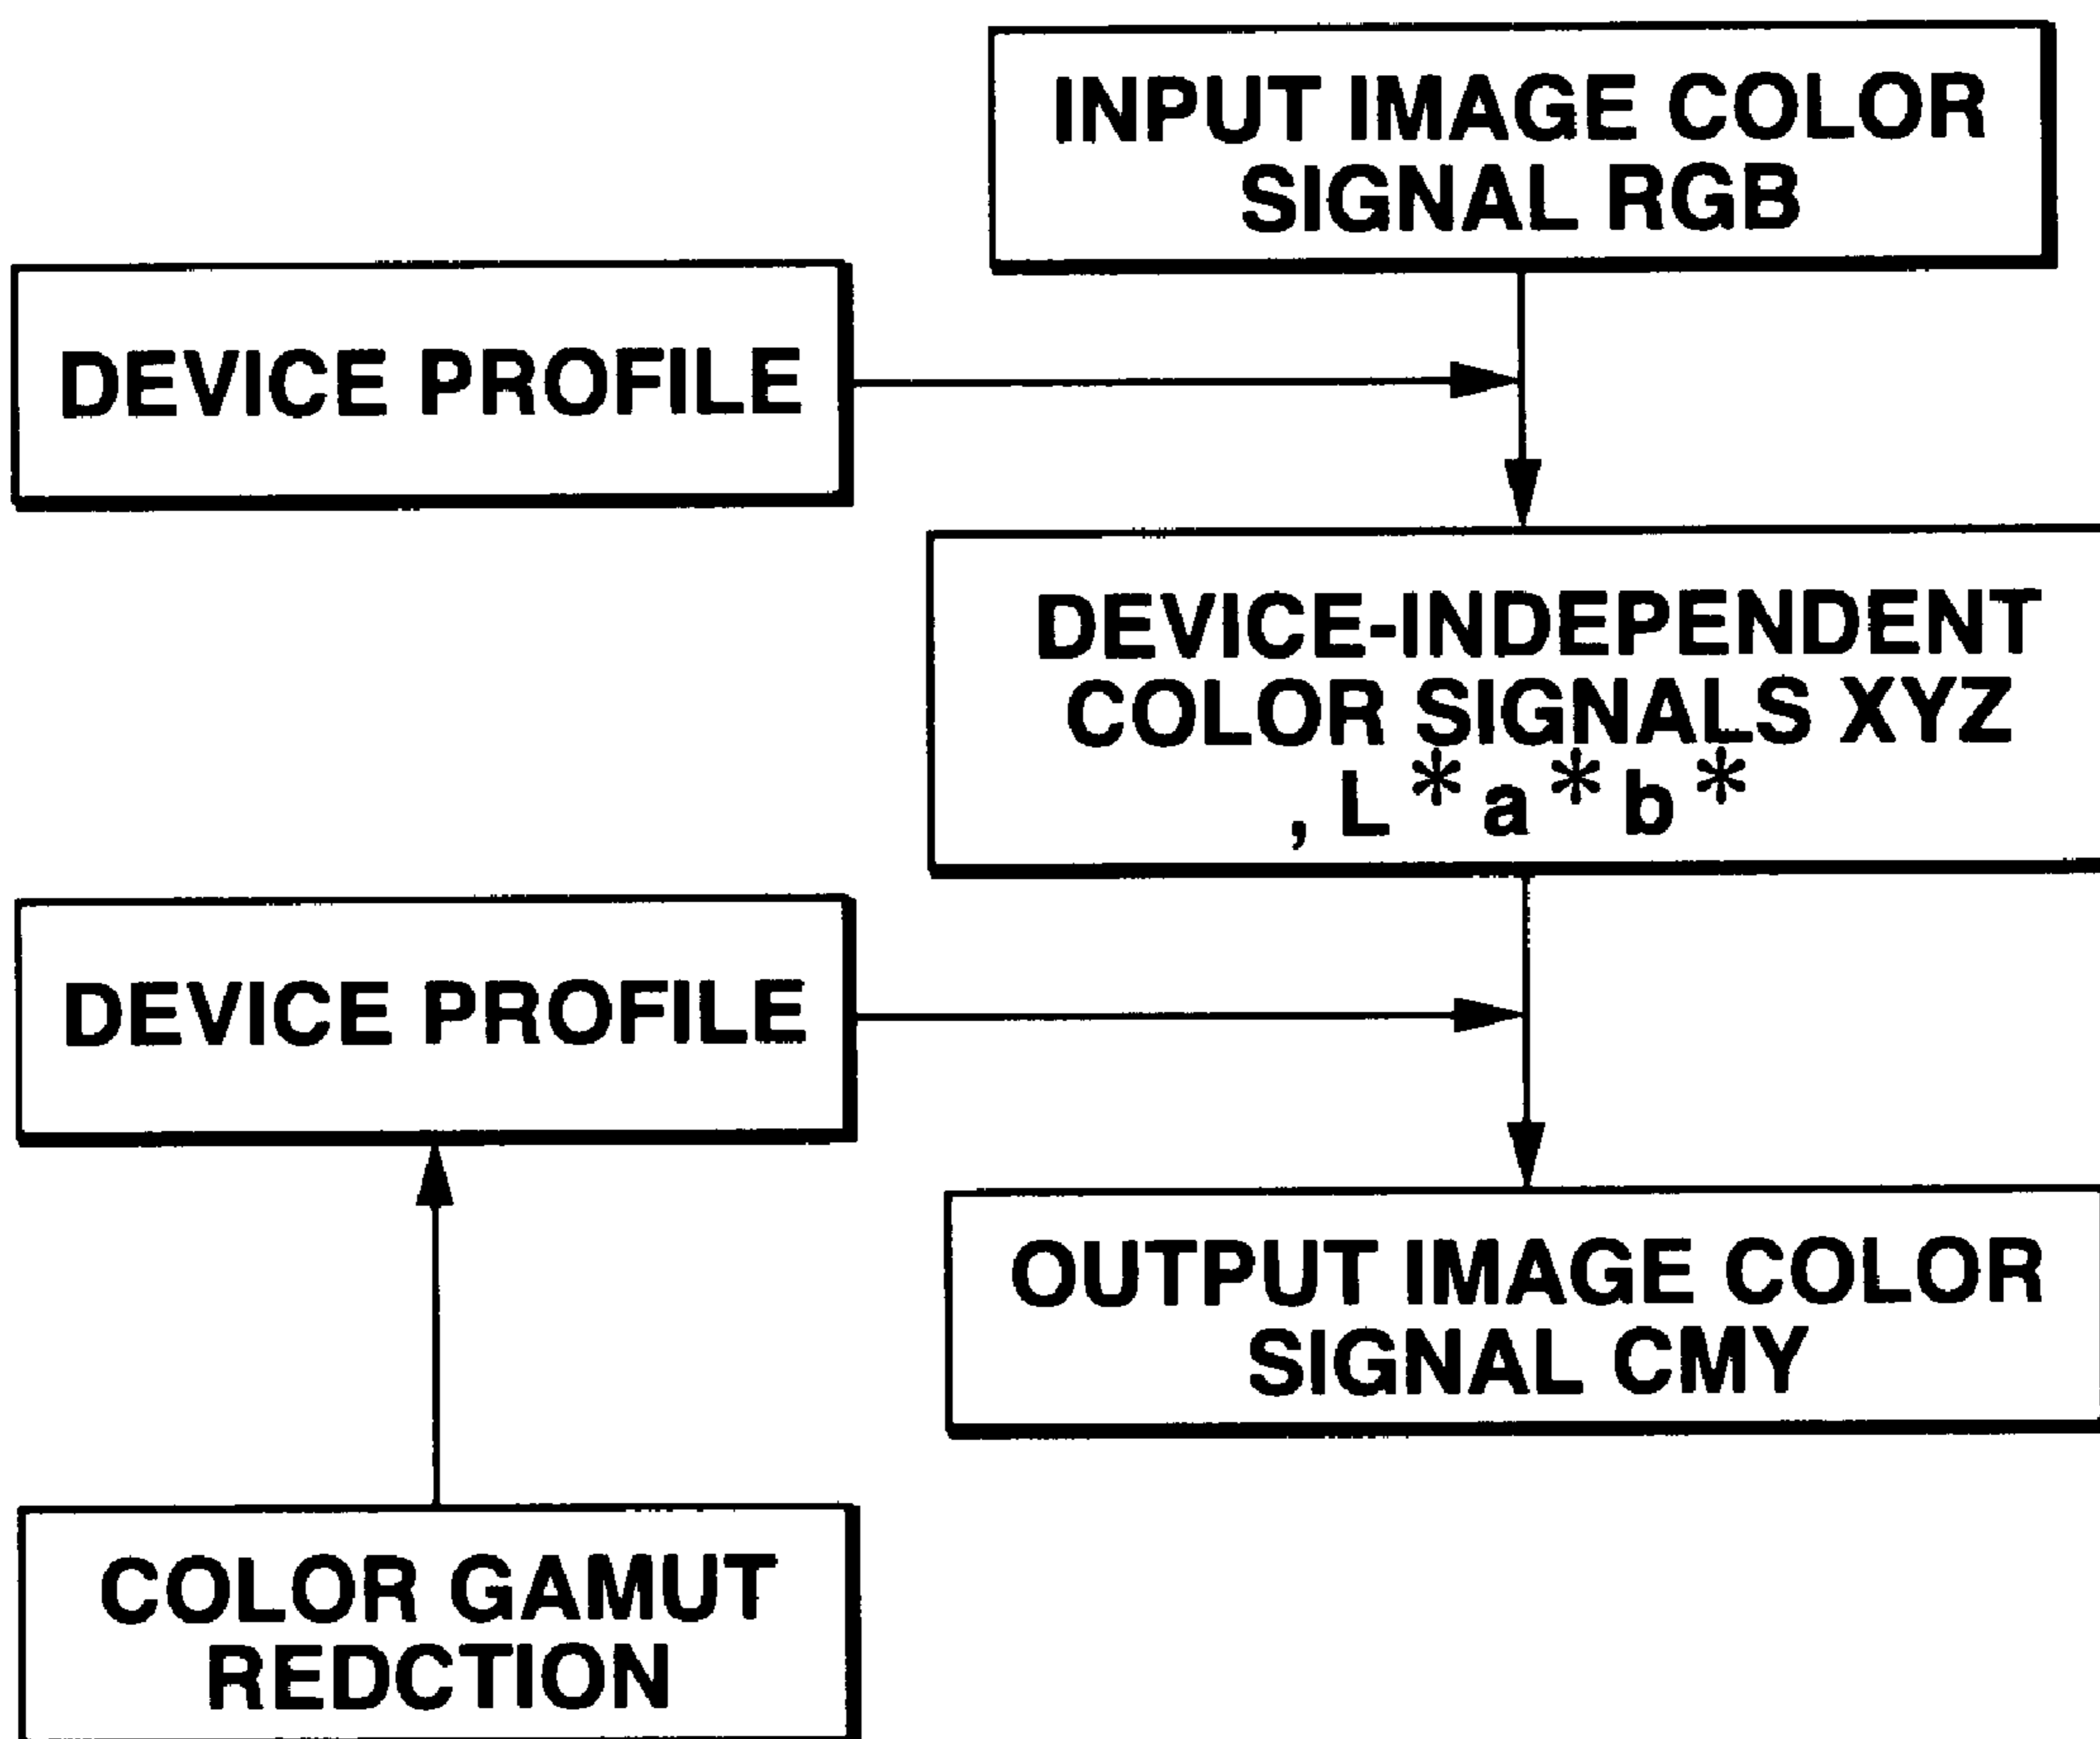 INPUT IMAGE COLOR
SIGNAL RGB
DEVICE PROFILE
DEVICE-INDEPENDENT
COLOR SIGNALS XYZ
, L * a * b *
DEVICE PROFILE
OUTPUT IMAGE COLOR
SIGNAL CMY
COLOR GAMUT
REDCTION